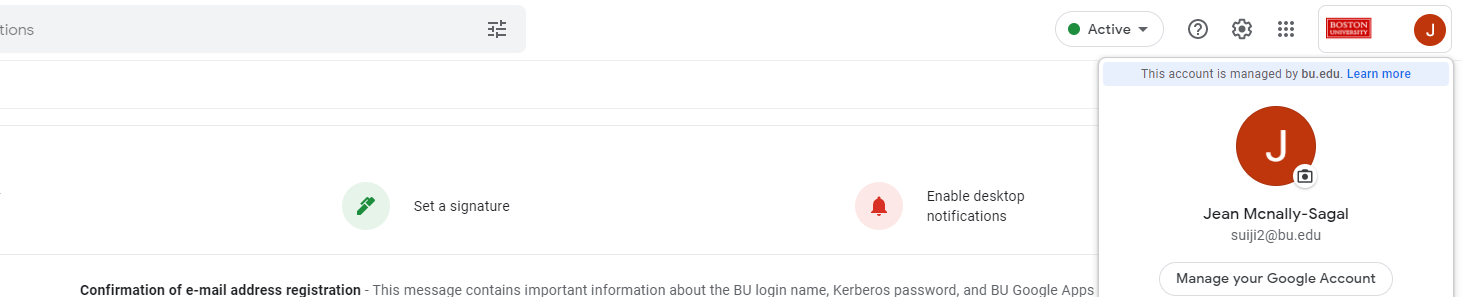 tions
Active
BOSTON
UNIVERSITY
J
This account is managed by bu.edu. Learn more
J
Set a signature
Enable desktop
notifications
Jean Mcnally-Sagal
suiji2@bu.edu
Manage your Google Account
Confirmation of e-mail address registration - This message contains important information about the BU login name, Kerberos password, and BU Google Apps